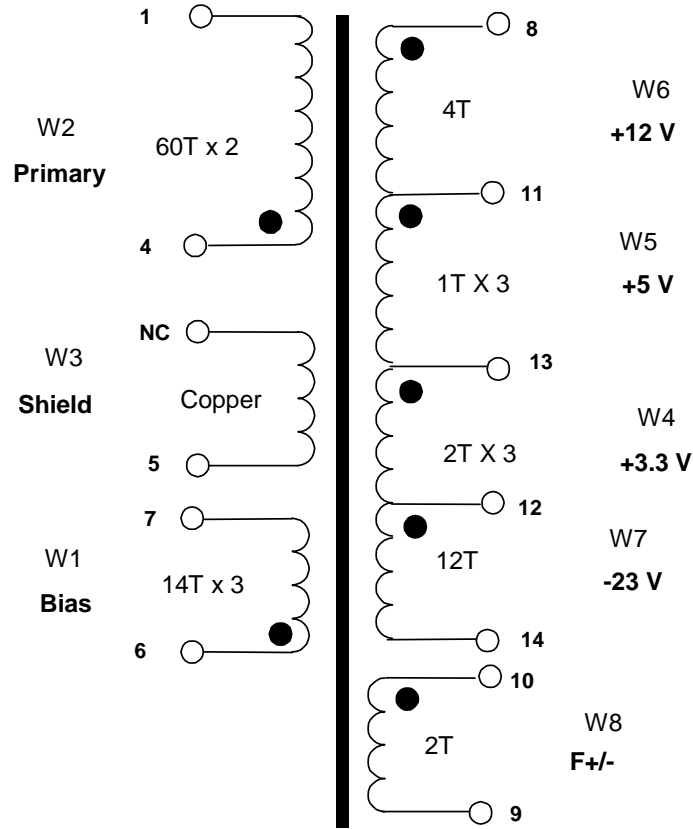 1
W2
Primary
60T x 2
4
NC
W3
Shield
Copper
5
7
W1
Bias
14T x 3
6
8
4T
W6
+12 V
11
1T X 3
W5
+5 V
13
2T X 3
W4
+3.3 V
12
12T
W7
-23 V
14
10
2T
W8
F+/-
9